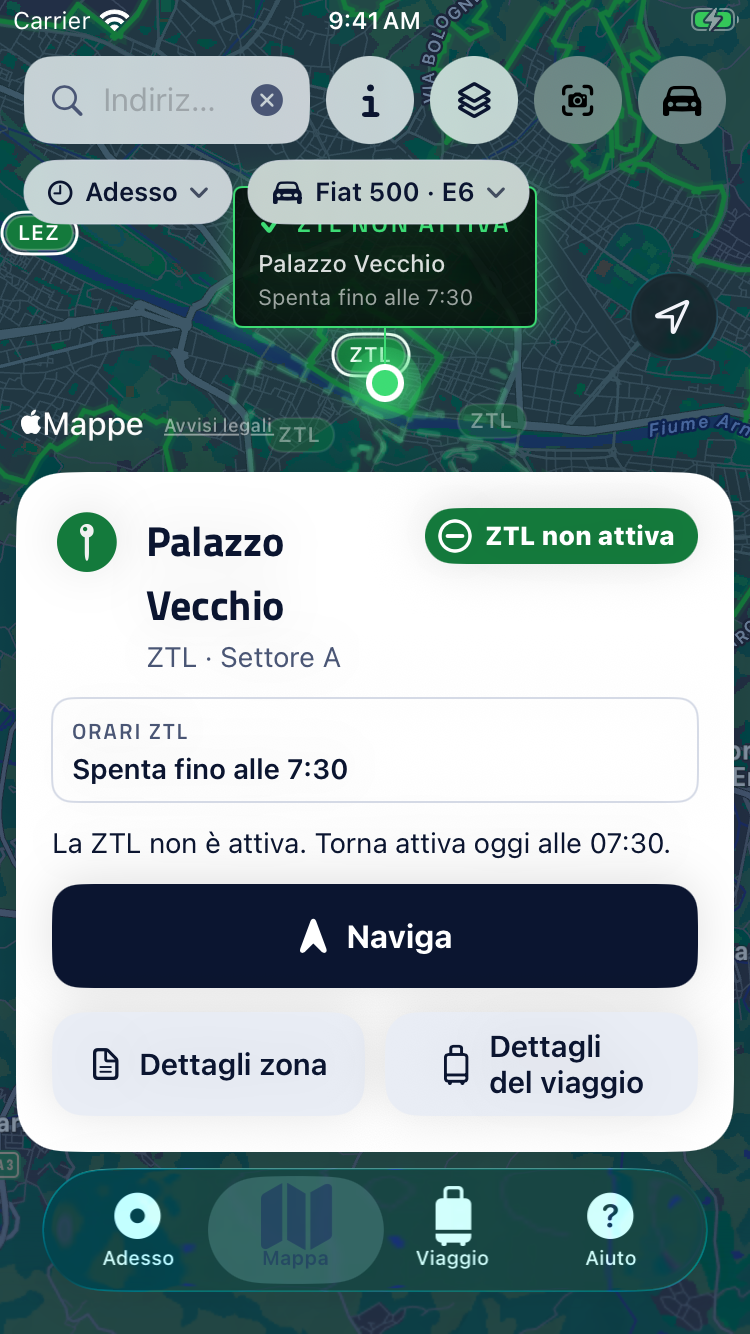 Carrier 9:41 AM
VIA BOLOGN
Indiriz...
i
Adesso
Fiat 500 · E6
LEZ
ZTL NON ATTIVA
Palazzo Vecchio
Spenta fino alle 7:30
ZTL
Mappe
Avvisi legali
ZTL
ZTL
Fiume Arn
Palazzo
Vecchio
ZTL non attiva
ZTL · Settore A
ORARI ZTL
Spenta fino alle 7:30
La ZTL non è attiva. Torna attiva oggi alle 07:30.
Naviga
Dettagli zona
Dettagli
del viaggio
Adesso
Mappa
Viaggio
?
Aiuto